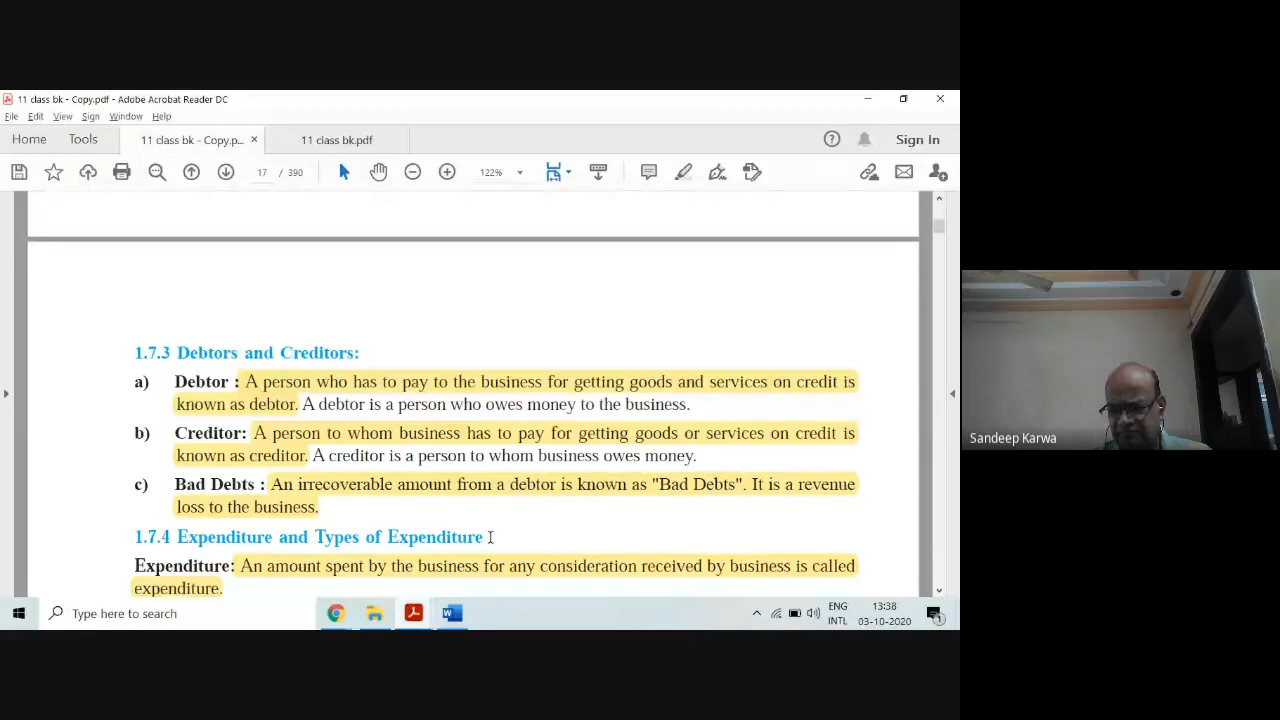 11 class bk - Copy.pdf - Adobe Acrobat Reader DC
File Edit View Sign Window Help
Home Tools 11 class bk - Copy.p... × 11 class bk.pdf Sign In
17 / 390 122%
1.7.3 Debtors and Creditors:
a) Debtor : A person who has to pay to the business for getting goods and services on credit is
known as debtor. A debtor is a person who owes money to the business.
b) Creditor: A person to whom business has to pay for getting goods or services on credit is
known as creditor. A creditor is a person to whom business owes money.
c) Bad Debts : An irrecoverable amount from a debtor is known as "Bad Debts". It is a revenue
loss to the business.
1.7.4 Expenditure and Types of Expenditure
Expenditure: An amount spent by the business for any consideration received by business is called
expenditure.
Sandeep Karwa
Type here to search
ENG
INTL
13:38
03-10-2020